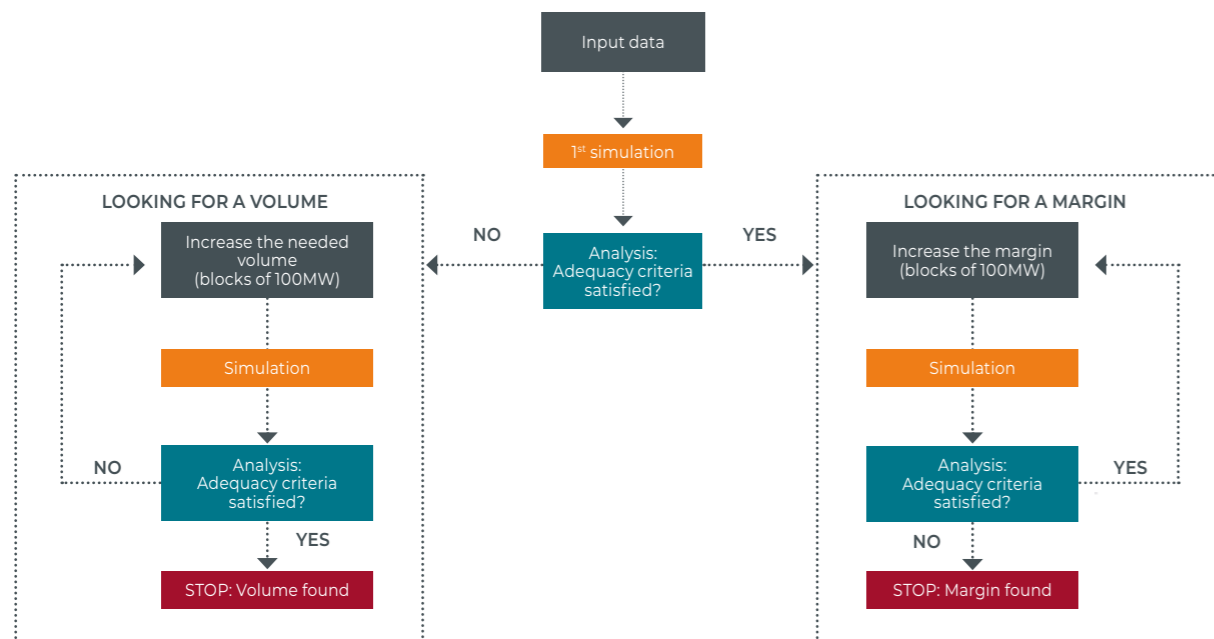 Input data
1st simulation
Analysis:
Adequacy criteria
satisfied?
NO
YES
LOOKING FOR A VOLUME
Increase the needed
volume
(blocks of 100MW)
Simulation
Analysis:
Adequacy criteria
satisfied?
NO
YES
STOP: Volume found
LOOKING FOR A MARGIN
Increase the margin
(blocks of 100MW)
Simulation
Analysis:
Adequacy criteria
satisfied?
YES
NO
STOP: Margin found